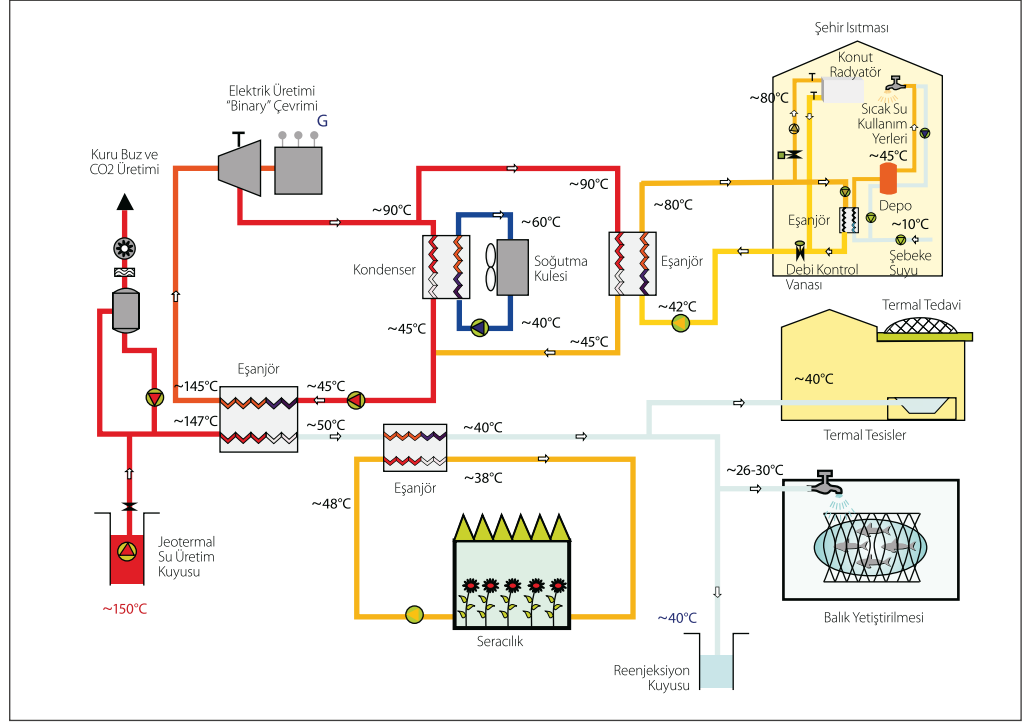 Şehir Isıtması
Konut
Radyatör
~80°C
Sıcak Su
Kullanım
Yerleri
~45°C
Depo
Eşanjör
~10°C
Şebeke
Suyu
Debi Kontrol
Vanası
Elektrik Üretimi
"Binary" Çevrimi
G
Kuru Buz ve
CO2 Üretimi
~90°C
~90°C
~80°C
~60°C
Kondenser
Soğutma
Kulesi
Eşanjör
~42°C
~45°C
~40°C
~45°C
Termal Tedavi
~40°C
Termal Tesisler
Eşanjör
~145°C
~45°C
~147°C
~50°C
~40°C
Eşanjör
~38°C
~48°C
~26-30°C
Jeotermal
Su Üretim
Kuyusu
~150°C
Seracılık
~40°C
Balık Yetiştirilmesi
Reenjeksiyon
Kuyusu